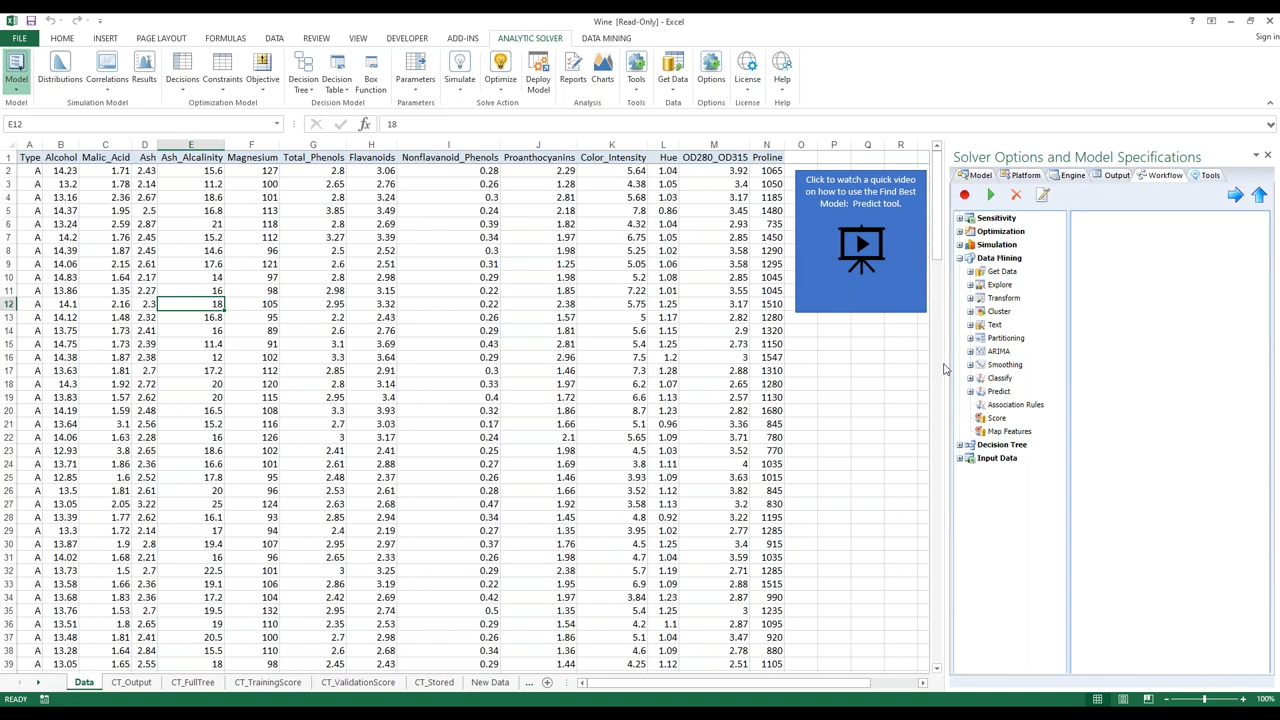 Wine [Read-Only] - Excel
Sign in
FILE HOME INSERT PAGE LAYOUT FORMULAS DATA REVIEW VIEW DEVELOPER ADD-INS ANALYTIC SOLVER DATA MINING
Model Distributions Correlations Results Decisions Constraints Objective Decision Tree Decision Table Box Function Parameters Simulate Optimize Deploy Model Reports Charts Tools Get Data Options License Help
Model Simulation Model Optimization Model Decision Model Parameters Solve Action Analysis Tools Data Options License Help
E12 fx 18
A B C D E F G H I J K L M N O P Q R
1 Type Alcohol Malic_Acid Ash Ash_Alcalinity Magnesium Total_Phenols Flavanoids Nonflavanoid_Phenols Proanthocyanins Color_Intensity Hue OD280_OD315 Proline
2 A 14.23 1.71 2.43 15.6 127 2.8 3.06 0.28 2.29 5.64 1.04 3.92 1065
3 A 13.2 1.78 2.14 11.2 100 2.65 2.76 0.26 1.28 4.38 1.05 3.4 1050
4 A 13.16 2.36 2.67 18.6 101 2.8 3.24 0.3 2.81 5.68 1.03 3.17 1185
5 A 14.37 1.95 2.5 16.8 113 3.85 3.49 0.24 2.18 7.8 0.86 3.45 1480
6 A 13.24 2.59 2.87 21 118 2.8 2.69 0.39 1.82 4.32 1.04 2.93 735
7 A 14.2 1.76 2.45 15.2 112 3.27 3.39 0.34 1.97 6.75 1.05 2.85 1450
8 A 14.39 1.87 2.45 14.6 96 2.5 2.52 0.3 1.98 5.25 1.02 3.58 1290
9 A 14.06 2.15 2.61 17.6 121 2.6 2.51 0.31 1.25 5.05 1.06 3.58 1295
10 A 14.83 1.64 2.17 14 97 2.8 2.98 0.29 1.98 5.2 1.08 2.85 1045
11 A 13.86 1.35 2.27 16 98 2.98 3.15 0.22 1.85 7.22 1.01 3.55 1045
12 A 14.1 2.16 2.3 18 105 2.95 3.32 0.22 2.38 5.75 1.25 3.17 1510
13 A 14.12 1.48 2.32 16.8 95 2.2 2.43 0.26 1.57 5 1.17 2.82 1280
14 A 13.75 1.73 2.41 16 89 2.6 2.76 0.29 1.81 5.6 1.15 2.9 1320
15 A 14.75 1.73 2.39 11.4 91 3.1 3.69 0.43 2.81 5.4 1.25 2.73 1150
16 A 14.38 1.87 2.38 12 102 3.3 3.64 0.29 2.96 7.5 1.2 3 1547
17 A 13.63 1.81 2.7 17.2 112 2.85 2.91 0.3 1.46 7.3 1.28 2.88 1310
18 A 14.3 1.92 2.72 20 120 2.8 3.14 0.33 1.97 6.2 1.07 2.65 1280
19 A 13.83 1.57 2.62 20 115 2.95 3.4 0.4 1.72 6.6 1.13 2.57 1130
20 A 14.19 1.59 2.48 16.5 108 3.3 3.93 0.32 1.86 8.7 1.23 2.82 1680
21 A 13.64 3.1 2.56 15.2 116 2.7 3.03 0.17 1.66 5.1 0.96 3.36 845
22 A 14.06 1.63 2.28 16 126 3 3.17 0.24 2.1 5.65 1.09 3.71 780
23 A 12.93 3.8 2.65 18.6 102 2.41 2.41 0.25 1.98 4.5 1.03 3.52 770
24 A 13.71 1.86 2.36 16.6 101 2.61 2.88 0.27 1.69 3.8 1.11 4 1035
25 A 12.85 1.6 2.52 17.8 95 2.48 2.37 0.26 1.46 3.93 1.09 3.63 1015
26 A 13.5 1.81 2.61 20 96 2.53 2.61 0.28 1.66 3.52 1.12 3.82 845
27 A 13.05 2.05 3.22 25 124 2.63 2.68 0.47 1.92 3.58 1.13 3.2 830
28 A 13.39 1.77 2.62 16.1 93 2.85 2.94 0.34 1.45 4.8 0.92 3.22 1195
29 A 13.3 1.72 2.14 17 94 2.4 2.19 0.27 1.35 3.95 1.02 2.77 1285
30 A 13.87 1.9 2.8 19.4 107 2.95 2.97 0.37 1.76 4.5 1.25 3.4 915
31 A 14.02 1.68 2.21 16 96 2.65 2.33 0.26 1.98 4.7 1.04 3.59 1035
32 A 13.73 1.5 2.7 22.5 101 3 3.25 0.29 2.38 5.7 1.19 2.71 1285
33 A 13.58 1.66 2.36 19.1 106 2.86 3.19 0.22 1.95 6.9 1.09 2.88 1515
34 A 13.68 1.83 2.36 17.2 104 2.42 2.69 0.42 1.97 3.84 1.23 2.87 990
35 A 13.76 1.53 2.7 19.5 132 2.95 2.74 0.5 1.35 5.4 1.25 3 1235
36 A 13.51 1.8 2.65 19 110 2.35 2.53 0.29 1.54 4.2 1.1 2.87 1095
37 A 13.48 1.81 2.41 20.5 100 2.7 2.98 0.26 1.86 5.1 1.04 3.47 920
38 A 13.28 1.64 2.84 15.5 110 2.6 2.68 0.34 1.36 4.6 1.09 2.78 880
39 A 13.05 1.65 2.55 18 98 2.45 2.43 0.29 1.44 4.25 1.12 2.51 1105
Click to watch a quick video
on how to use the Find Best
Model: Predict tool.
Solver Options and Model Specifications
Model Platform Engine Output Workflow Tools
Sensitivity
Optimization
Simulation
Data Mining
Get Data
Explore
Transform
Cluster
Text
Partitioning
ARIMA
Smoothing
Classify
Predict
Association Rules
Score
Map Features
Decision Tree
Input Data
Data CT_Output CT_FullTree CT_TrainingScore CT_ValidationScore CT_Stored New Data ...
READY 100%